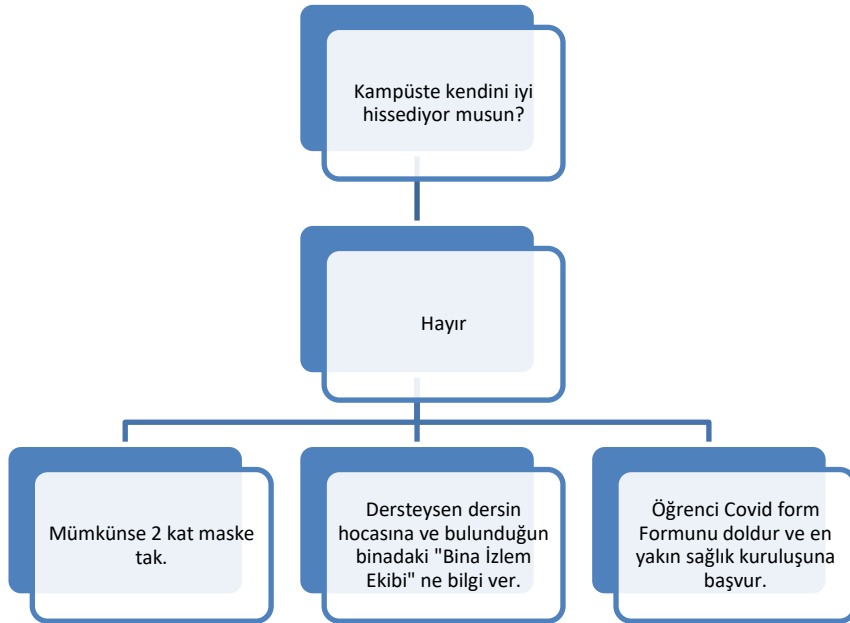 Kampüste kendini iyi
hissediyor musun?
Hayır
Mümkünse 2 kat maske
tak.
Dersteysen dersin
hocasına ve bulunduğun
binadaki "Bina İzlem
Ekibi" ne bilgi ver.
Öğrenci Covid form
Formunu doldur ve en
yakın sağlık kuruluşuna
başvur.